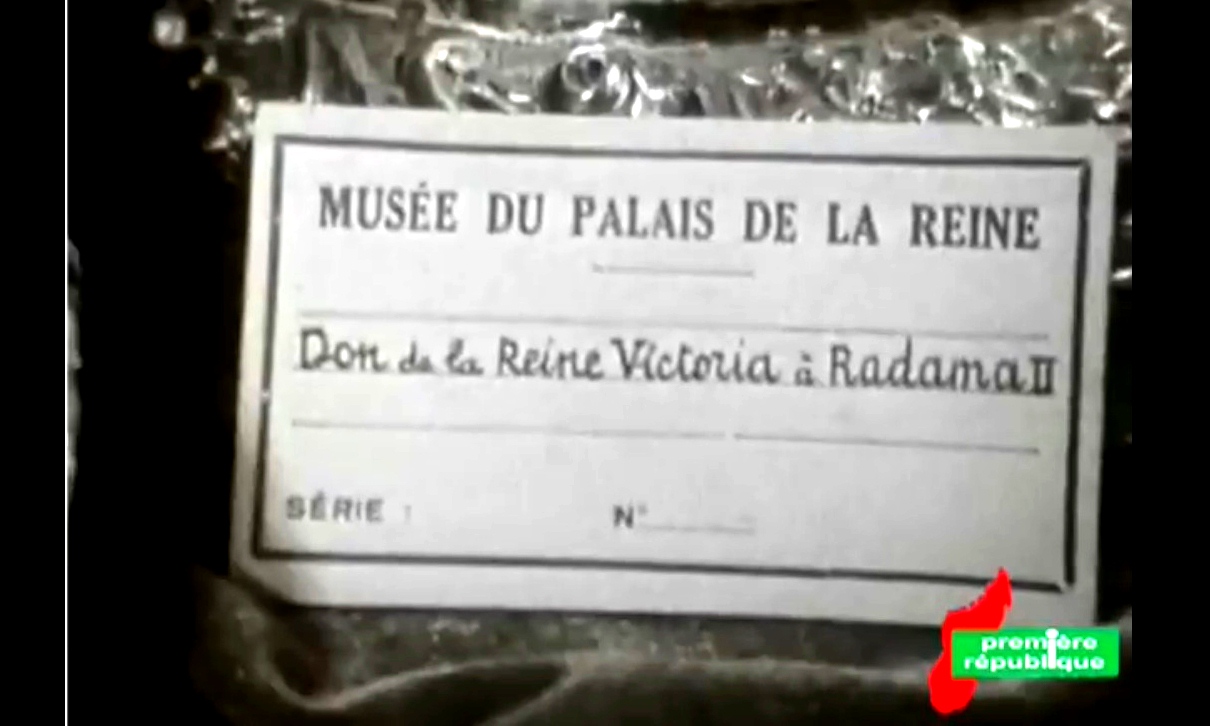 MUSÉE DU PALAIS DE LA REINE
Don de la Reine Victoria à Radama II
SÉRIE :
N°
première
république